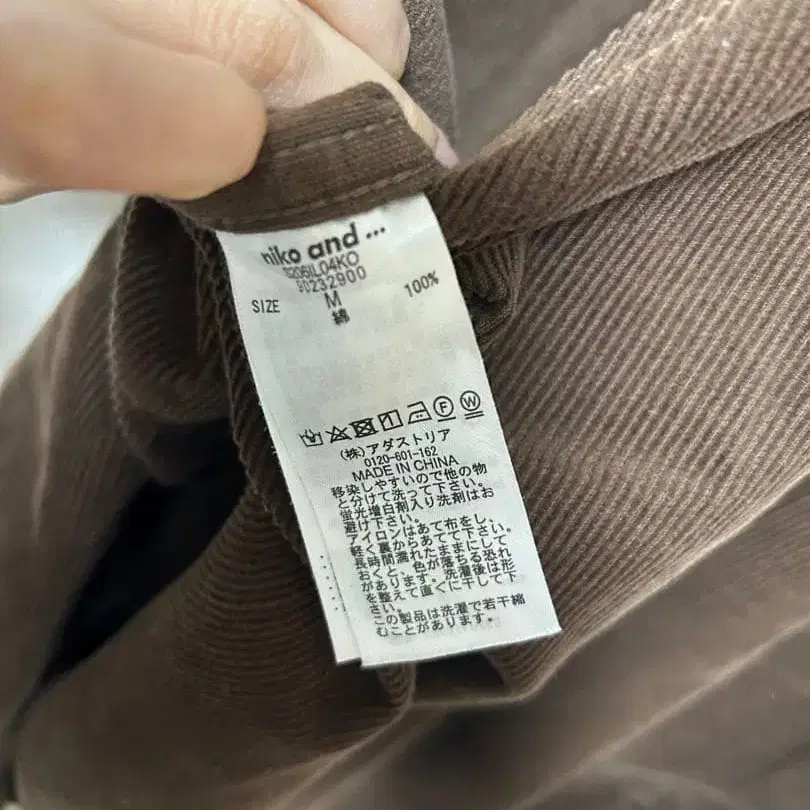 niko and ...
0206IL04KO
90232900
SIZE M
綿 100%
F W
(株)アダストリア
0120-601-162
MADE IN CHINA
移染しやすいので他の物
と分けて洗って下さい。
蛍光増白剤入り洗剤はお
避け下さい。
アイロンはあて布をし、
軽く裏からあてて下さい。
長時間濡れたままにして
おくと、色が落ちる恐れ
があります。洗濯後は形
を整えて直ぐに干して下
さい。
この製品は洗濯で若干綿
むことがあります。